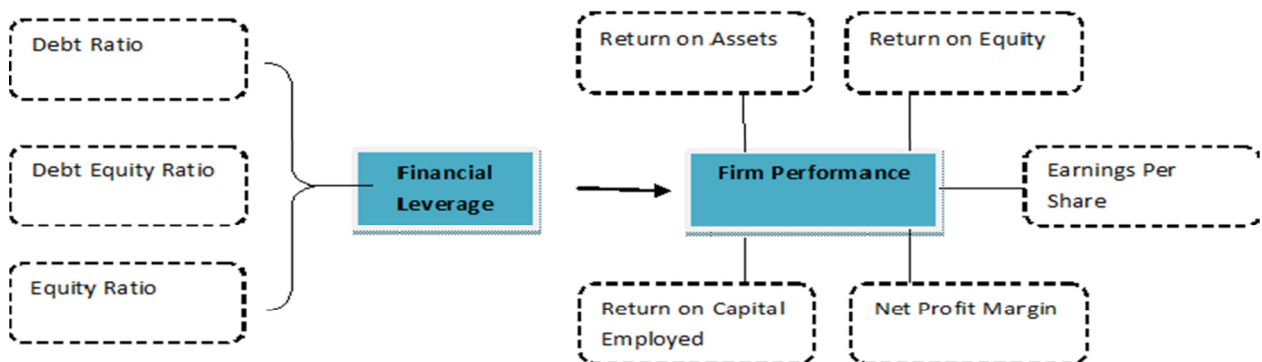 Debt Ratio
Debt Equity Ratio
Equity Ratio
Financial
Leverage
Return on Assets
Return on Equity
Firm Performance
Earnings Per
Share
Return on Capital
Employed
Net Profit Margin